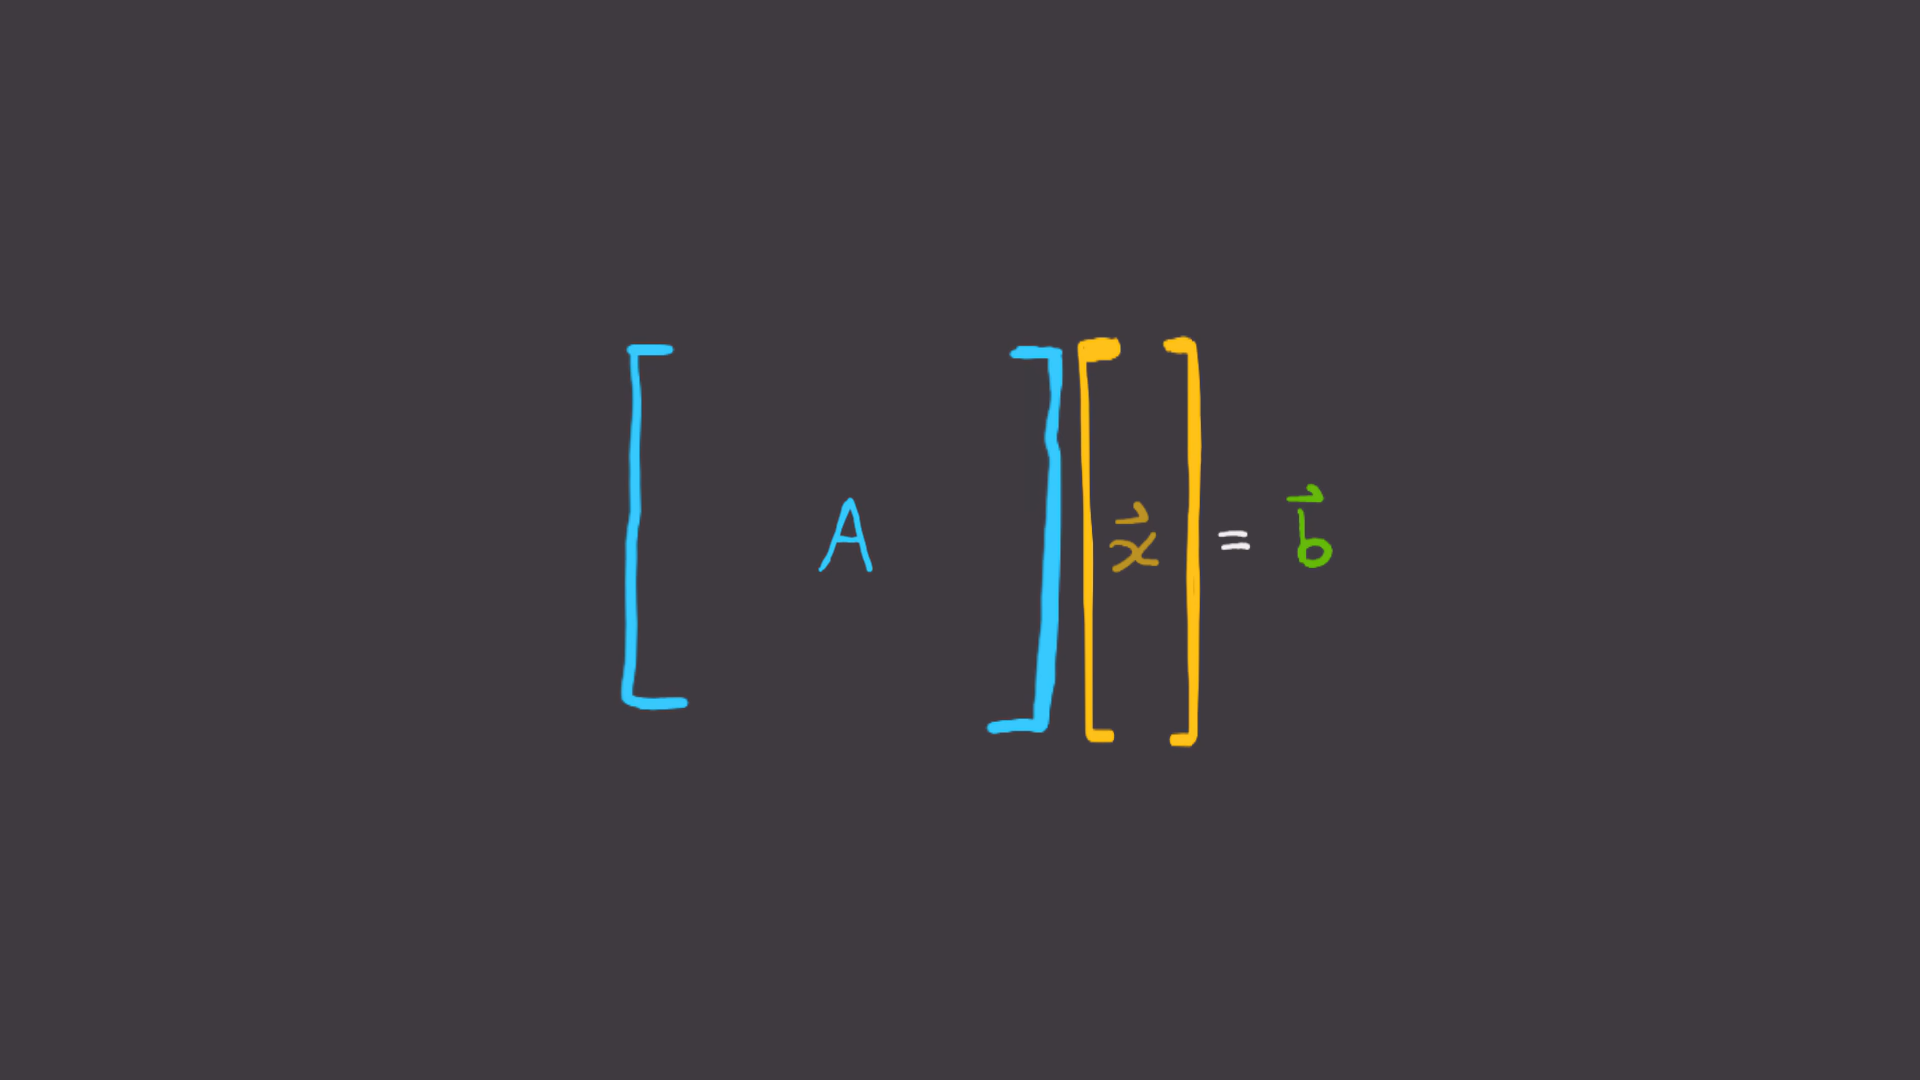 [ A ] [ x⃗ ] = b⃗